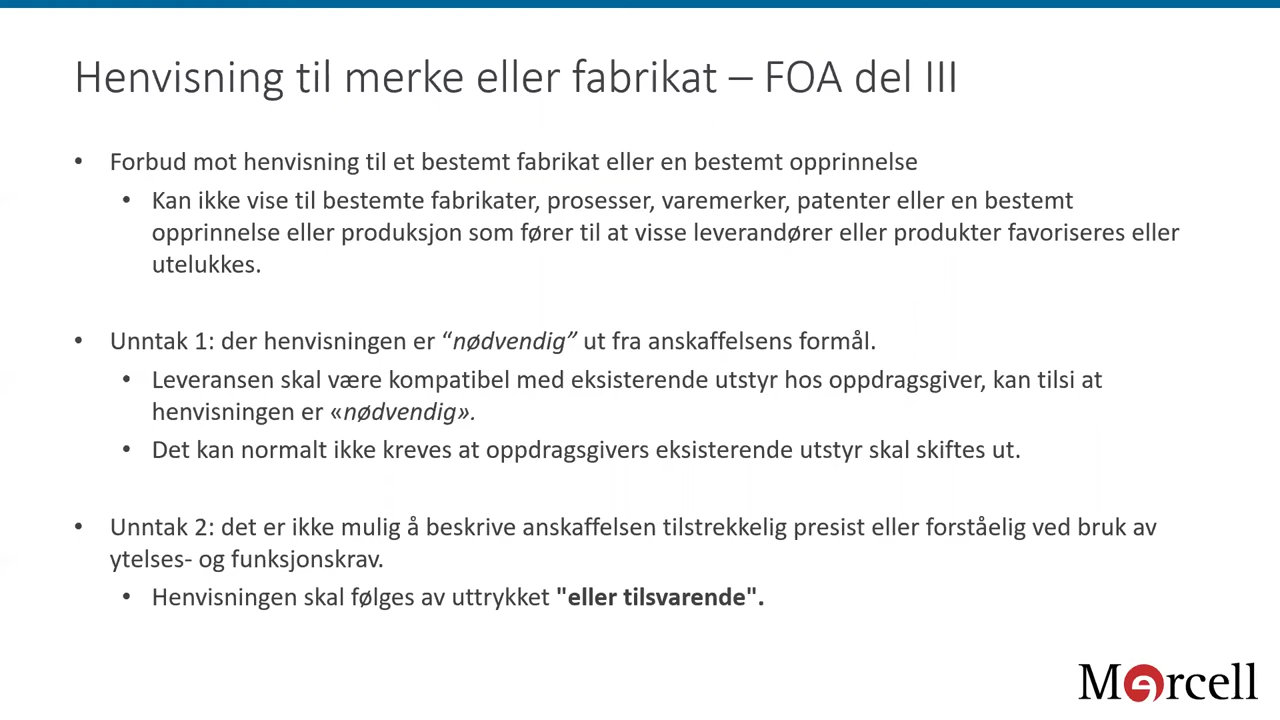 Henvisning til merke eller fabrikat – FOA del III
• Forbud mot henvisning til et bestemt fabrikat eller en bestemt opprinnelse
• Kan ikke vise til bestemte fabrikater, prosesser, varemerker, patenter eller en bestemt
opprinnelse eller produksjon som fører til at visse leverandører eller produkter favoriseres eller
utelukkes.
• Unntak 1: der henvisningen er “nødvendig” ut fra anskaffelsens formål.
• Leveransen skal være kompatibel med eksisterende utstyr hos oppdragsgiver, kan tilsi at
henvisningen er «nødvendig».
• Det kan normalt ikke kreves at oppdragsgivers eksisterende utstyr skal skiftes ut.
• Unntak 2: det er ikke mulig å beskrive anskaffelsen tilstrekkelig presist eller forståelig ved bruk av
ytelses- og funksjonskrav.
• Henvisningen skal følges av uttrykket "eller tilsvarende".
Mercell